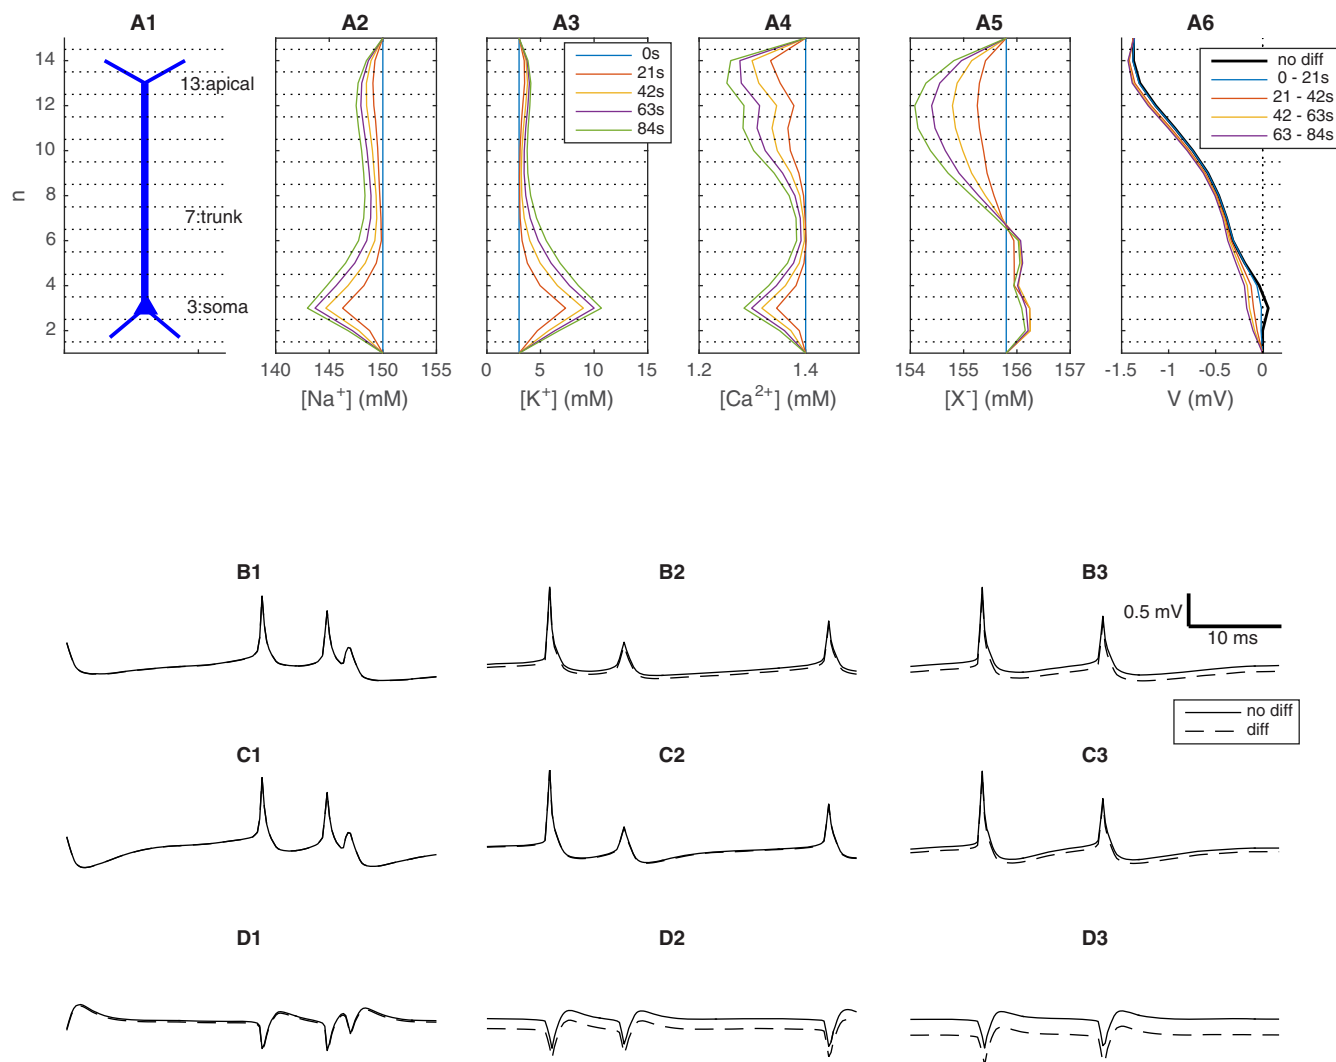 A1 A2 A3 A4 A5 A6
n
14
12
10
8
6
4
2
13:apical
7:trunk
3:soma
140 145 150 155
[Na+] (mM)
0s
21s
42s
63s
84s
0 5 10 15
[K+] (mM)
1.2 1.4
[Ca2+] (mM)
154 155 156 157
[X-] (mM)
no diff
0 - 21s
21 - 42s
42 - 63s
63 - 84s
-1.5 -1 -0.5 0
V (mV)
B1 B2 B3
0.5 mV
10 ms
no diff
diff
C1 C2 C3
D1 D2 D3